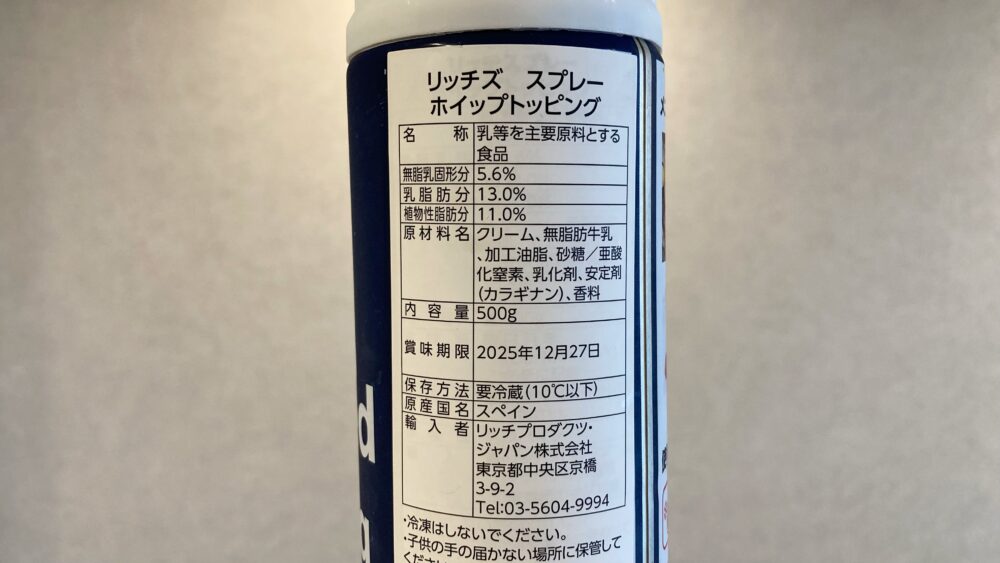 リッチズ　スプレー
ホイップトッピング
名称 乳等を主要原料とする
食品
無脂乳固形分 5.6%
乳脂肪分 13.0%
植物性脂肪分 11.0%
原材料名 クリーム、無脂肪牛乳
、加工油脂、砂糖／亜酸
化窒素、乳化剤、安定剤
(カラギナン)、香料
内容量 500g
賞味期限 2025年12月27日
保存方法 要冷蔵(10℃以下)
原産国名 スペイン
輸入者 リッチプロダクツ・
ジャパン株式会社
東京都中央区京橋
3-9-2
Tel:03-5604-9994
・冷凍はしないでください。
・子供の手の届かない場所に保管して
ください
d